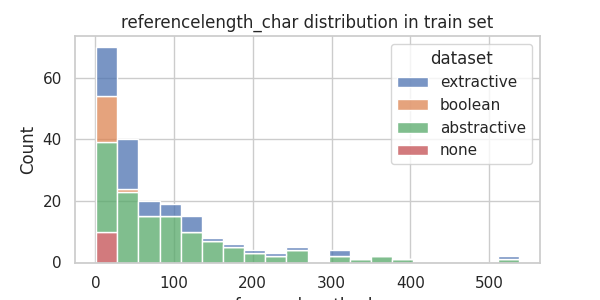 referencelength_char distribution in train set
dataset
extractive
boolean
abstractive
none
Count
60
40
20
0
0
100
200
300
400
500